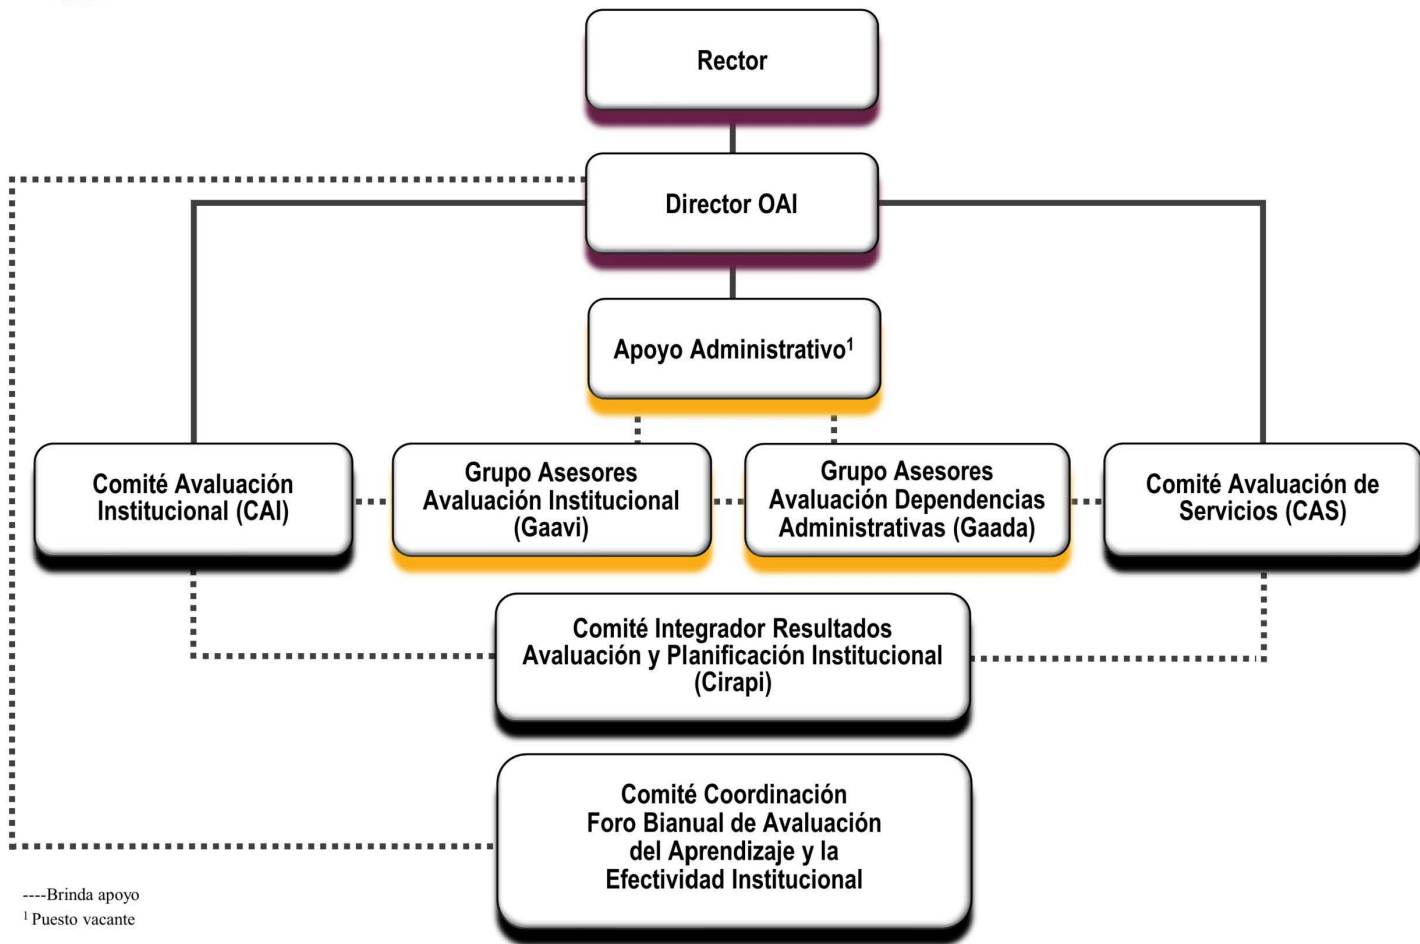 Rector
Director OAI
Apoyo Administrativo¹
Comité Avaluación
Institucional (CAI)
Grupo Asesores
Avaluación Institucional
(Gaavi)
Grupo Asesores
Avaluación Dependencias
Administrativas (Gaada)
Comité Avaluación de
Servicios (CAS)
Comité Integrador Resultados
Avaluación y Planificación Institucional
(Cirapi)
Comité Coordinación
Foro Bianual de Avaluación
del Aprendizaje y la
Efectividad Institucional
----Brinda apoyo
¹ Puesto vacante